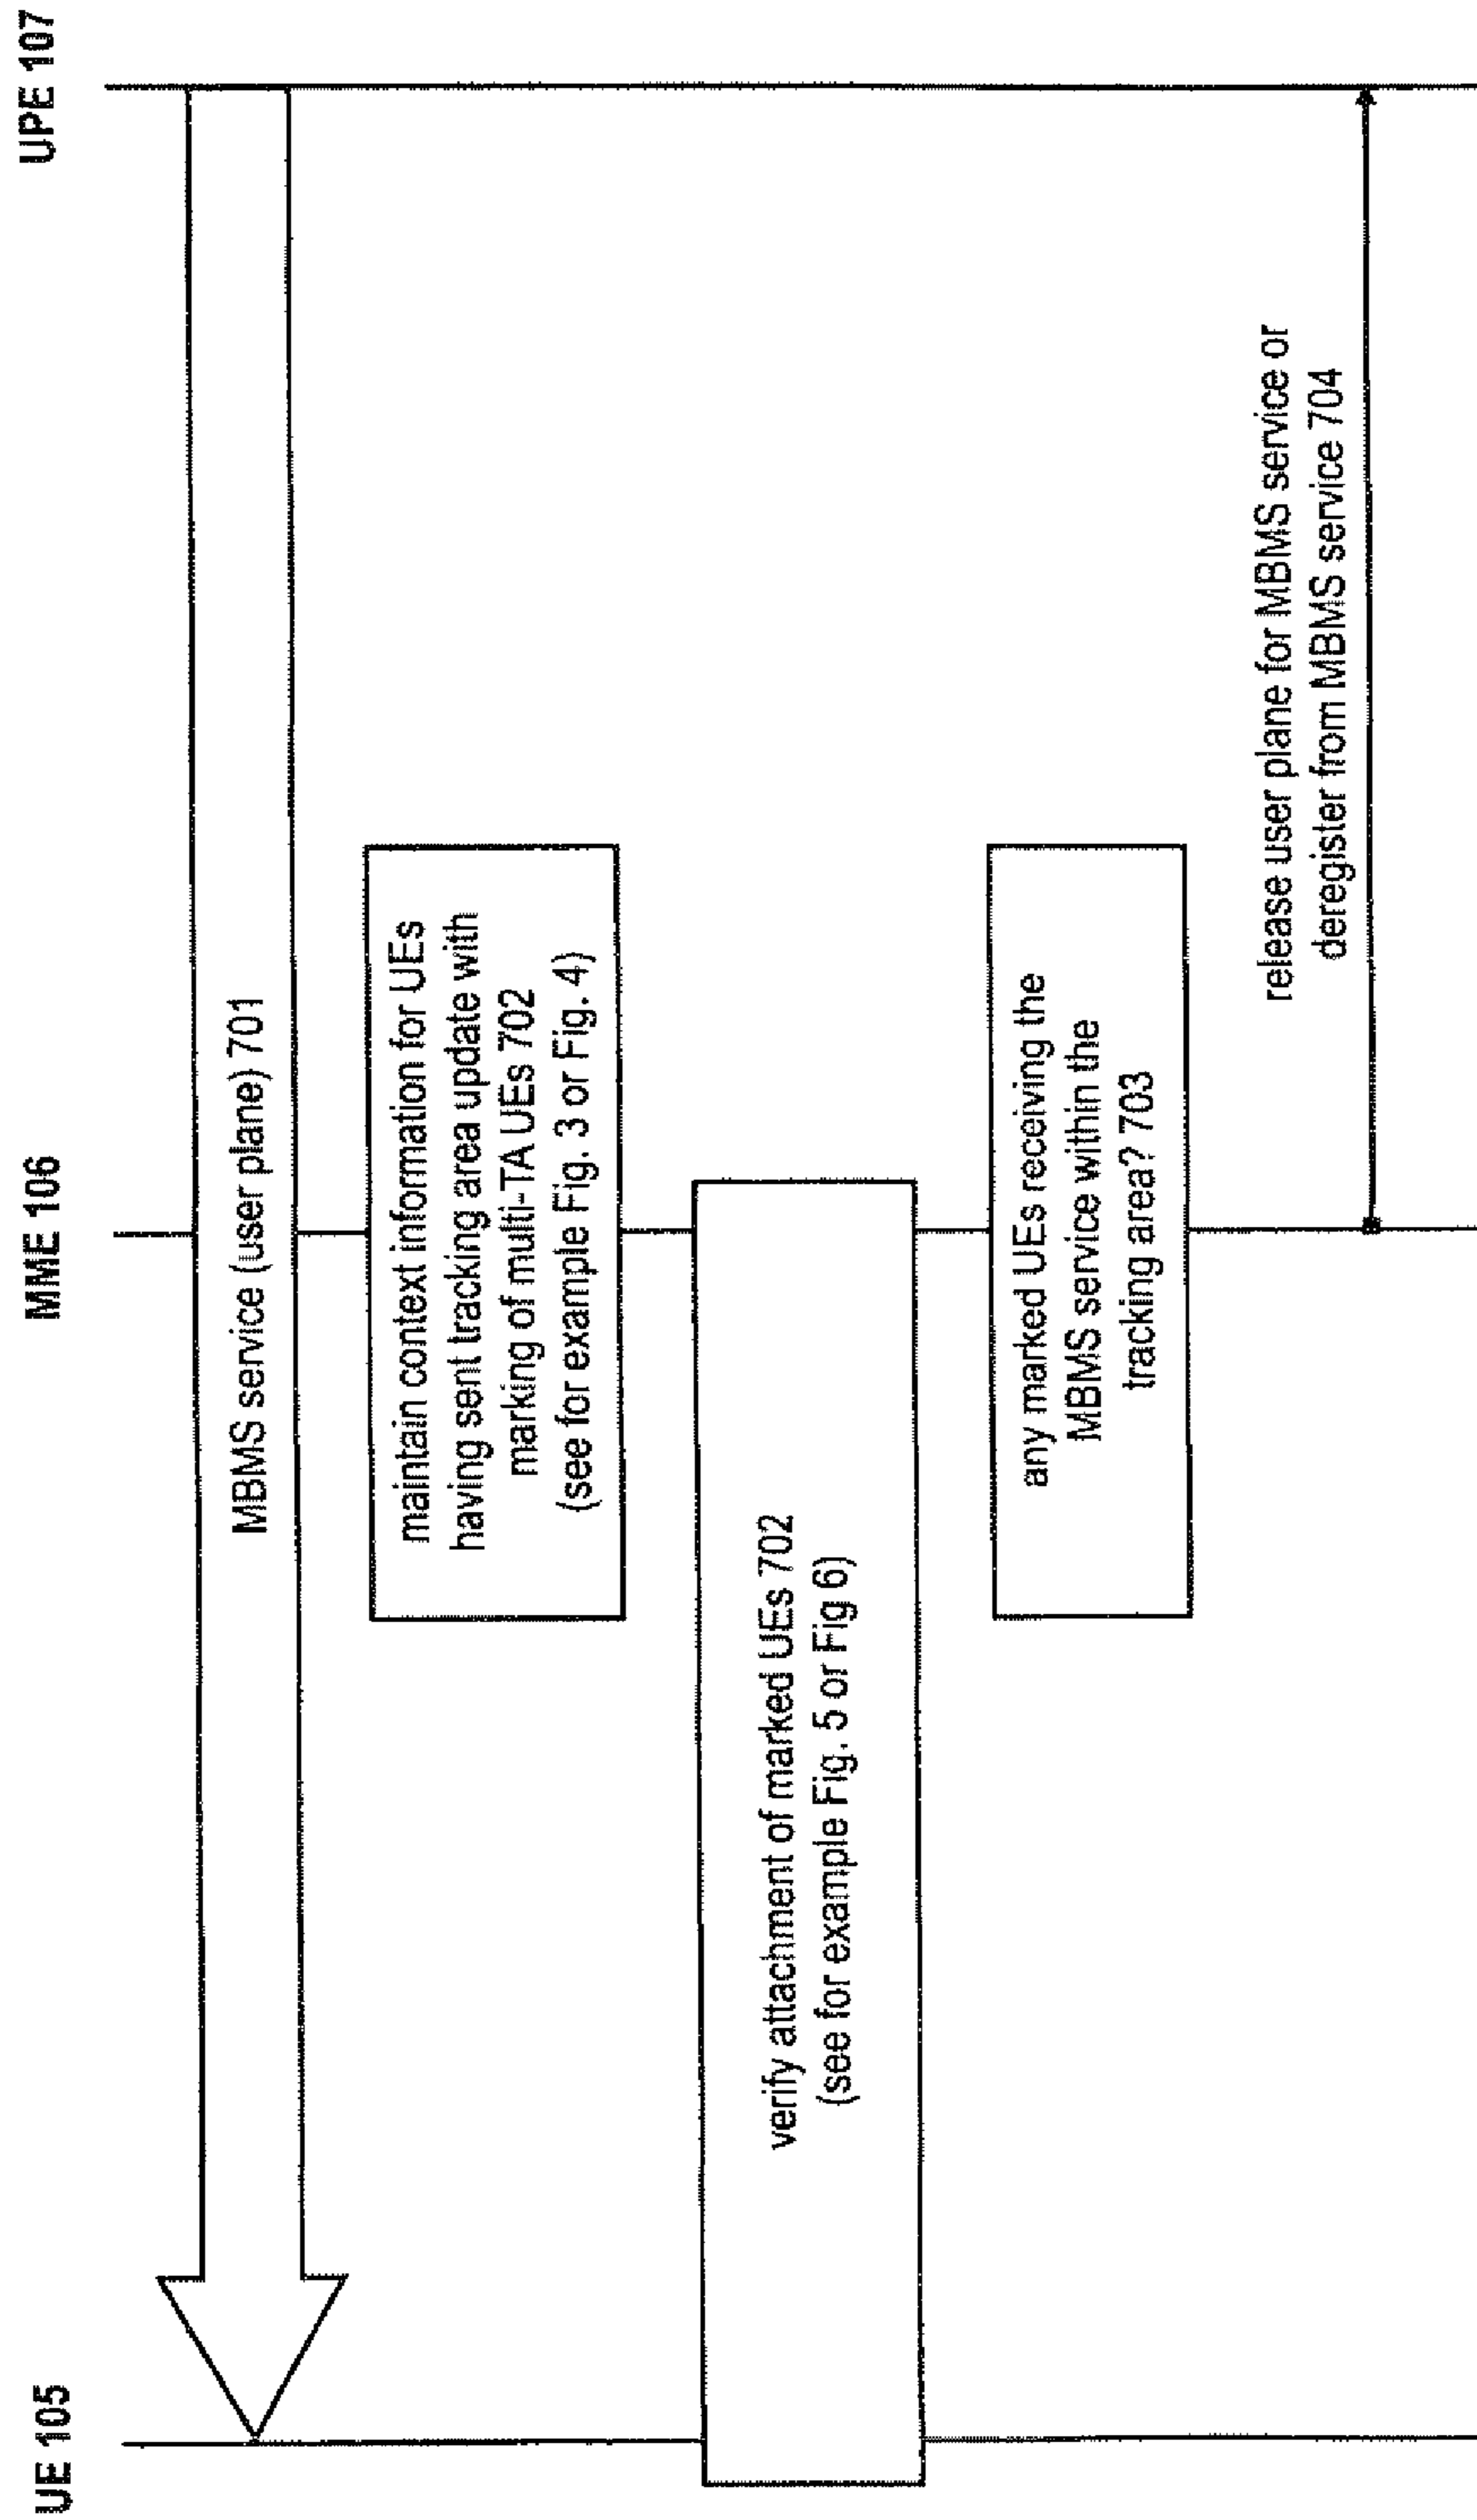 UE 105
MME 106
UPE 107
MBMS service (user plane) 701
maintain context information for UEs
having sent tracking area update with
marking of multi-TA UEs 702
(see for example Fig. 3 or Fig. 4)
verify attachment of marked UEs 702
(see for example Fig. 5 or Fig 6)
any marked UEs receiving the
MBMS service within the
tracking area? 703
release user plane for MBMS service or
deregister from MBMS service 704